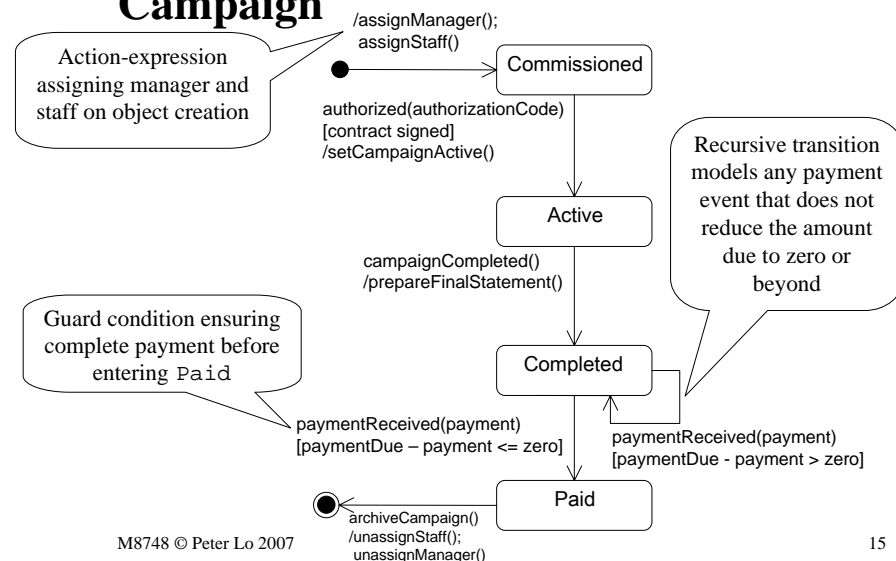 Campaign
/assignManager();
assignStaff()
Action-expression
assigning manager and
staff on object creation
Commissioned
authorized(authorizationCode)
[contract signed]
/setCampaignActive()
Recursive transition
models any payment
event that does not
reduce the amount
due to zero or
beyond
Active
campaignCompleted()
/prepareFinalStatement()
Guard condition ensuring
complete payment before
entering Paid
Completed
paymentReceived(payment)
[paymentDue – payment <= zero]
paymentReceived(payment)
[paymentDue - payment > zero]
Paid
archiveCampaign()
/unassignStaff();
unassignManager()
M8748 © Peter Lo 2007
15